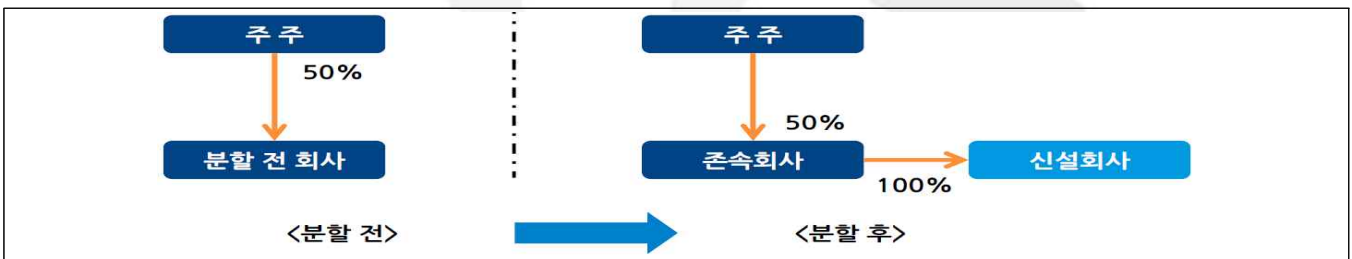 주 주
50%
분할 전 회사
<분할 전>
주 주
50%
존속회사
100%
신설회사
<분할 후>